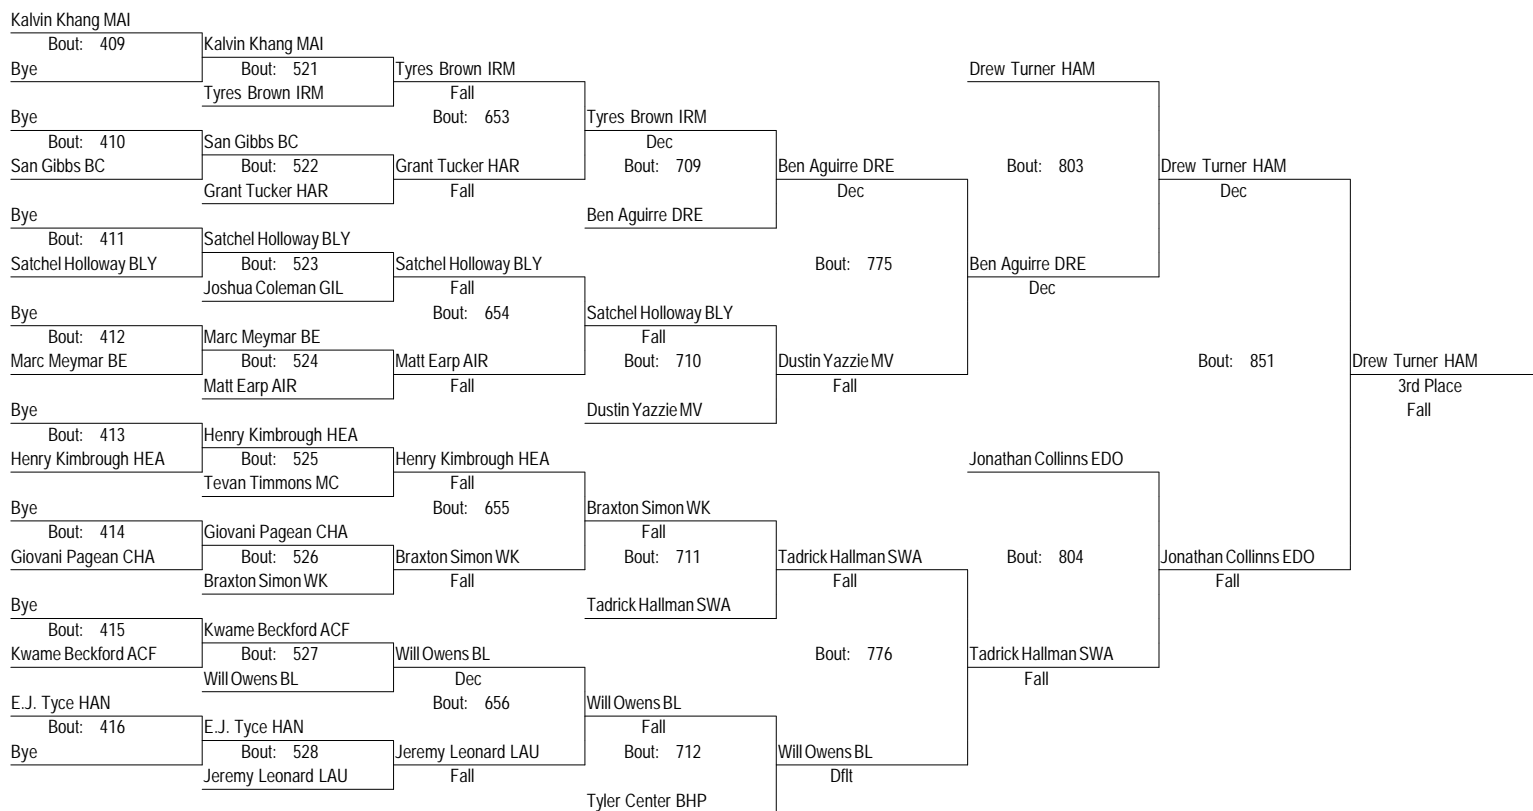 Kalvin Khang MAI
Bout: 409
Kalvin Khang MAI
Bye
Bout: 521
Tyres Brown IRM
Drew Turner HAM
Tyres Brown IRM
Fall
Bye
Bout: 653
Tyres Brown IRM
Bout: 410
San Gibbs BC
Dec
San Gibbs BC
Bout: 522
Grant Tucker HAR
Bout: 709
Ben Aguirre DRE
Bout: 803
Drew Turner HAM
Grant Tucker HAR
Fall
Dec
Dec
Bye
Ben Aguirre DRE
Bout: 411
Satchel Holloway BLY
Satchel Holloway BLY
Bout: 523
Satchel Holloway BLY
Bout: 775
Ben Aguirre DRE
Joshua Coleman GIL
Fall
Dec
Bye
Bout: 654
Satchel Holloway BLY
Bout: 412
Marc Meymar BE
Fall
Marc Meymar BE
Bout: 524
Matt Earp AIR
Bout: 710
Dustin Yazzie MV
Bout: 851
Drew Turner HAM
Matt Earp AIR
Fall
Fall
3rd Place
Bye
Dustin Yazzie MV
Fall
Bout: 413
Henry Kimbrough HEA
Henry Kimbrough HEA
Bout: 525
Henry Kimbrough HEA
Jonathan Collinns EDO
Tevan Timmons MC
Fall
Bye
Bout: 655
Braxton Simon WK
Bout: 414
Giovani Pagean CHA
Fall
Giovani Pagean CHA
Bout: 526
Braxton Simon WK
Bout: 711
Tadrick Hallman SWA
Bout: 804
Jonathan Collinns EDO
Braxton Simon WK
Fall
Fall
Fall
Bye
Tadrick Hallman SWA
Bout: 415
Kwame Beckford ACF
Kwame Beckford ACF
Bout: 527
Will Owens BL
Bout: 776
Tadrick Hallman SWA
Will Owens BL
Dec
Fall
E.J. Tyce HAN
Bout: 656
Will Owens BL
Bout: 416
E.J. Tyce HAN
Fall
Bye
Bout: 528
Jeremy Leonard LAU
Bout: 712
Will Owens BL
Jeremy Leonard LAU
Fall
Dflt
Tyler Center BHP